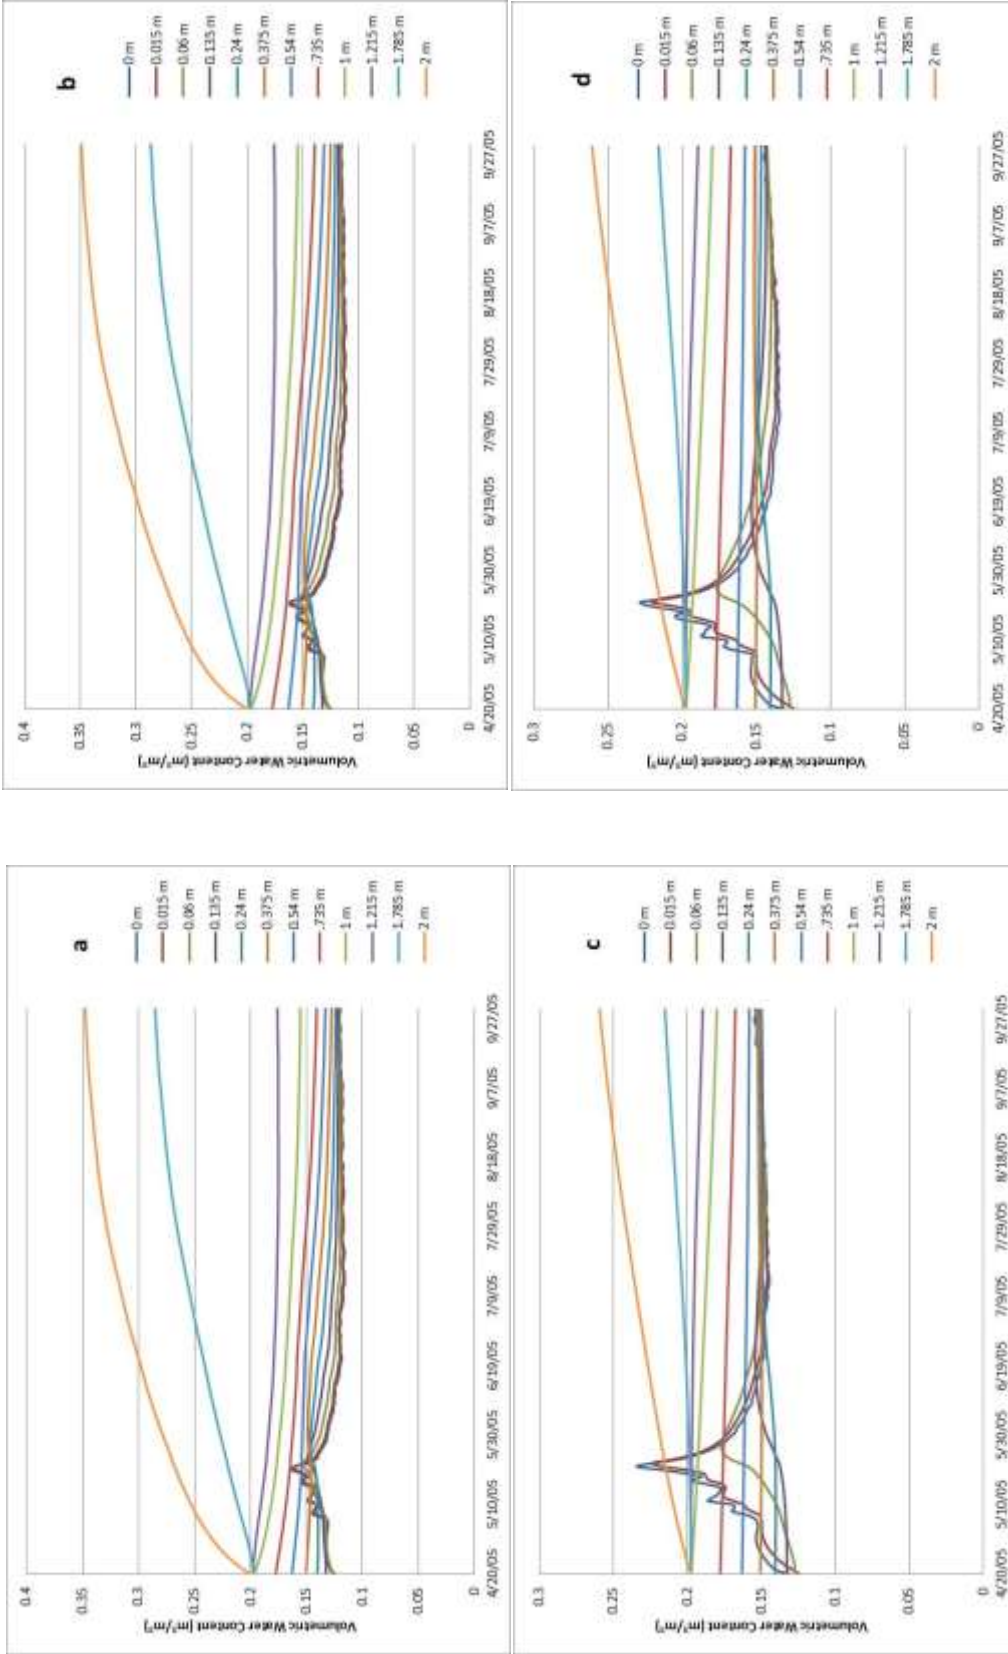 a
Volumetric Water Content [m³/m³]
0.4
0.35
0.3
0.25
0.2
0.15
0.1
0.05
0
4/20/05 5/10/05 5/30/05 6/19/05 7/9/05 7/29/05 8/18/05 9/7/05 9/27/05
0 m
0.015 m
0.06 m
0.135 m
0.24 m
0.375 m
0.54 m
.735 m
1 m
1.215 m
1.785 m
2 m
b
Volumetric Water Content [m³/m³]
0.4
0.35
0.3
0.25
0.2
0.15
0.1
0.05
0
4/20/05 5/10/05 5/30/05 6/19/05 7/9/05 7/29/05 8/18/05 9/7/05 9/27/05
0 m
0.015 m
0.06 m
0.135 m
0.24 m
0.375 m
0.54 m
.735 m
1 m
1.215 m
1.785 m
2 m
c
Volumetric Water Content [m³/m³]
0.3
0.25
0.2
0.15
0.1
0.05
0
4/20/05 5/10/05 5/30/05 6/19/05 7/9/05 7/29/05 8/18/05 9/7/05 9/27/05
0 m
0.015 m
0.06 m
0.135 m
0.24 m
0.375 m
0.54 m
.735 m
1 m
1.215 m
1.785 m
2 m
d
Volumetric Water Content [m³/m³]
0.3
0.25
0.2
0.15
0.1
0.05
0
4/20/05 5/10/05 5/30/05 6/19/05 7/9/05 7/29/05 8/18/05 9/7/05 9/27/05
0 m
0.015 m
0.06 m
0.135 m
0.24 m
0.375 m
0.54 m
.735 m
1 m
1.215 m
1.785 m
2 m